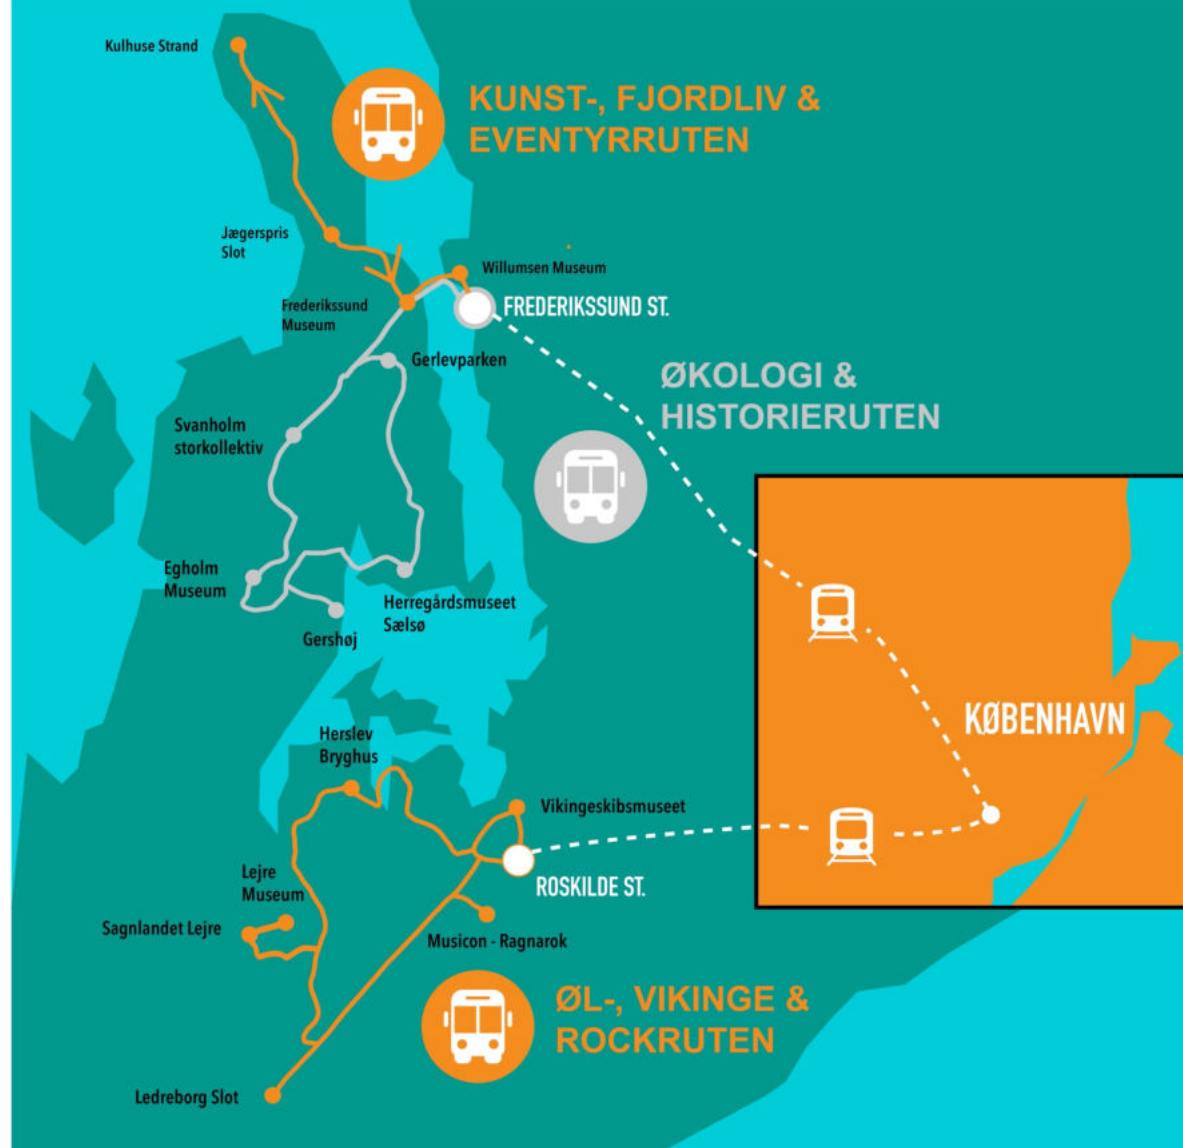 Kulhuse Strand
KUNST-, FJORDLIV &
EVENTYRRUTEN
Jægerspris
Slot
Willumsen Museum
Frederikssund
Museum
FREDERIKSSUND ST.
Gerlevparken
ØKOLOGI &
HISTORIERUTEN
Svanholm
storkollektiv
Egholm
Museum
Herregårdsmuseet
Sælsø
Gershøj
KØBENHAVN
Herslev
Bryghus
Vikingeskibsmuseet
Lejre
Museum
ROSKILDE ST.
Sagnlandet Lejre
Musicon - Ragnarok
ØL-, VIKINGE &
ROCKRUTEN
Ledreborg Slot